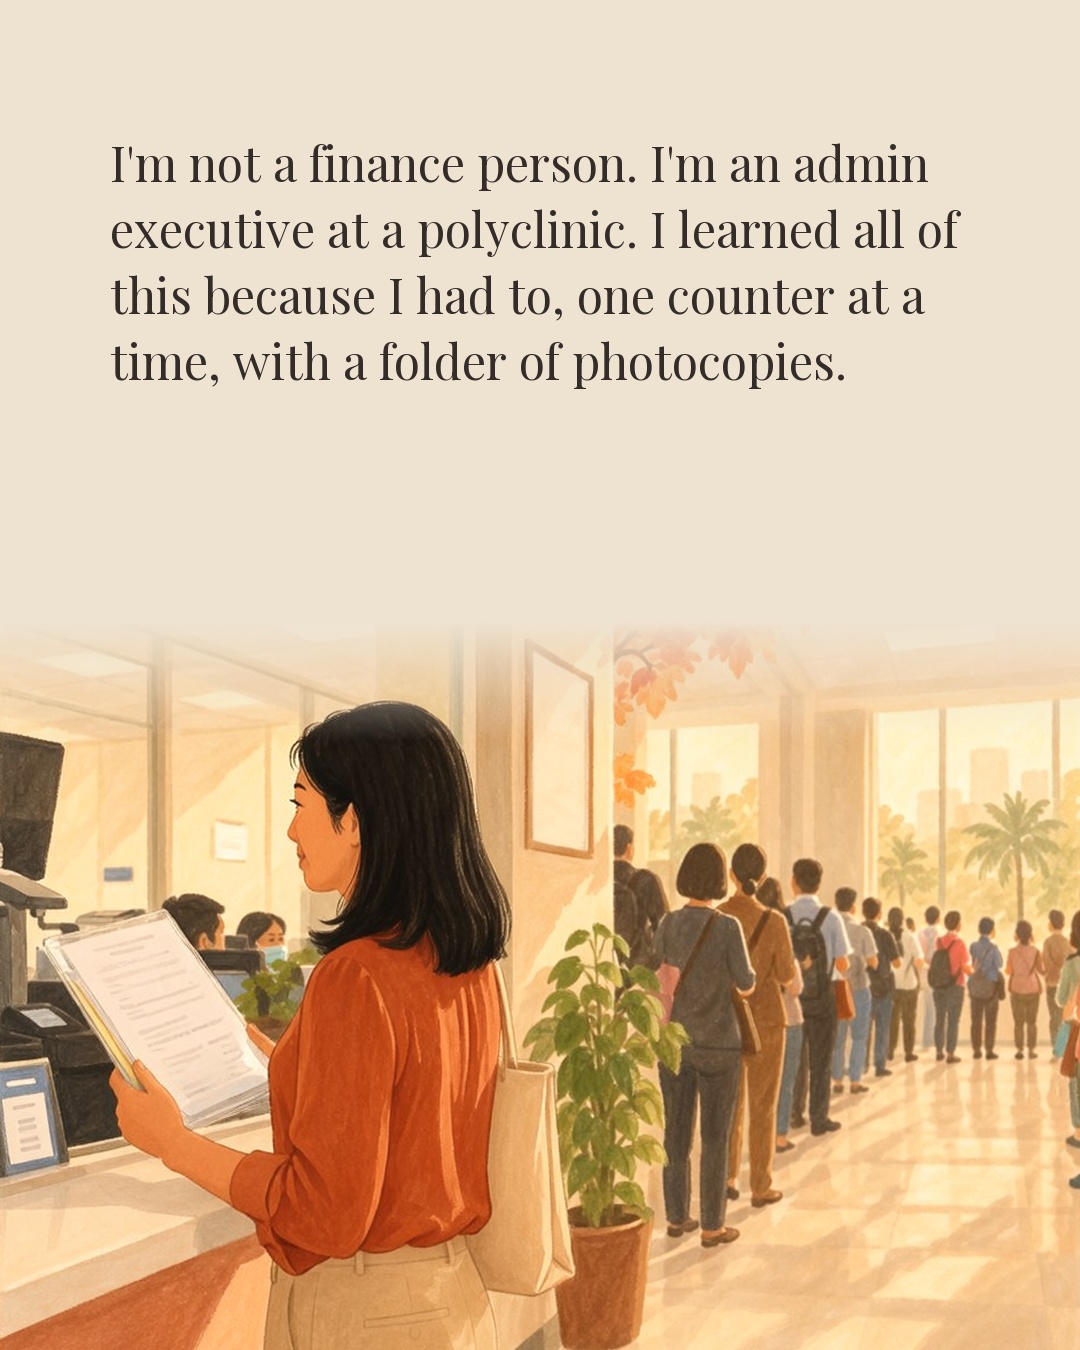 I'm not a finance person. I'm an admin
executive at a polyclinic. I learned all of
this because I had to, one counter at a
time, with a folder of photocopies.